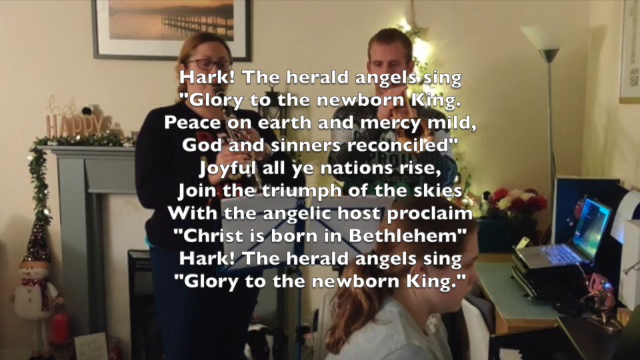 Hark! The herald angels sing
"Glory to the newborn King.
Peace on earth and mercy mild,
God and sinners reconciled"
Joyful all ye nations rise,
Join the triumph of the skies
With the angelic host proclaim
"Christ is born in Bethlehem"
Hark! The herald angels sing
"Glory to the newborn King."
HAPPY